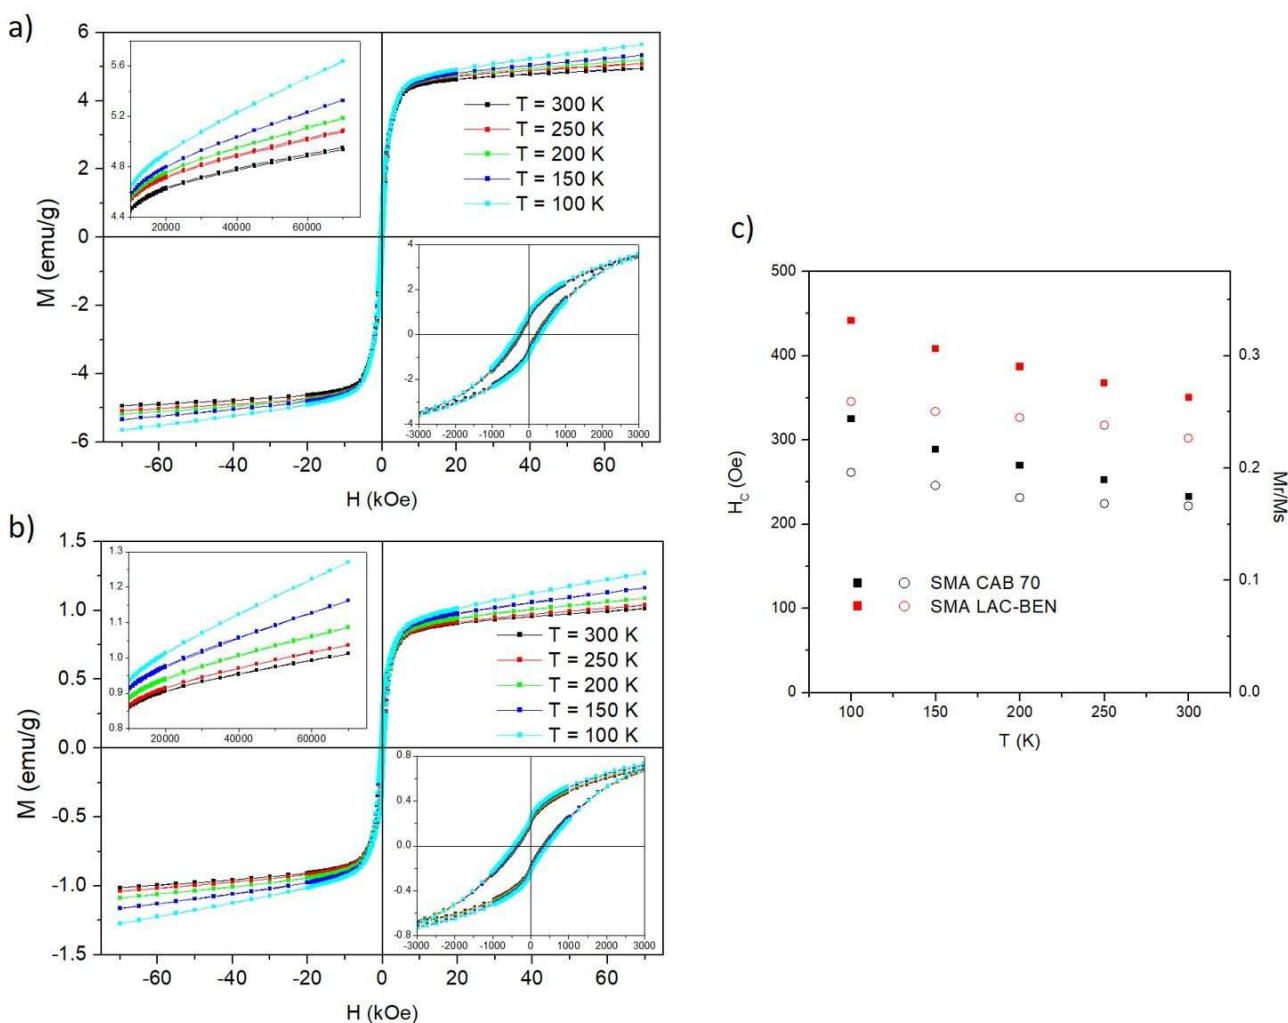 a)
6
4
2
0
-2
-4
-6
M (emu/g)
-60 -40 -20 0 20 40 60
H (kOe)
T = 300 K
T = 250 K
T = 200 K
T = 150 K
T = 100 K
5.6
5.2
4.8
4.4
20000 40000 60000
4
2
0
-2
-4
-3000 -2000 -1000 0 1000 2000 3000
b)
1.5
1.0
0.5
0.0
-0.5
-1.0
-1.5
M (emu/g)
-60 -40 -20 0 20 40 60
H (kOe)
T = 300 K
T = 250 K
T = 200 K
T = 150 K
T = 100 K
1.3
1.2
1.1
1.0
0.9
0.8
20000 40000 60000
0.8
0.4
0.0
-0.4
-0.8
-3000 -2000 -1000 0 1000 2000 3000
c)
500
450
400
350
300
250
200
150
100
50
0
H_C (Oe)
0.3
0.2
0.1
0.0
Mr/Ms
SMA CAB 70
SMA LAC-BEN
100 150 200 250 300
T (K)